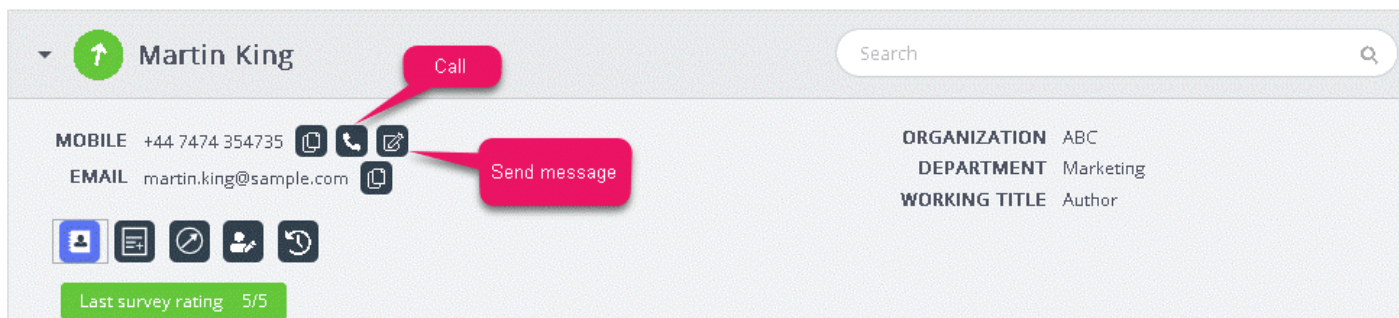 Martin King
Search
Call
MOBILE +44 7474 354735
EMAIL martin.king@sample.com
Send message
ORGANIZATION ABC
DEPARTMENT Marketing
WORKING TITLE Author
Last survey rating 5/5